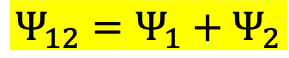 Ψ₁₂ = Ψ₁ + Ψ₂